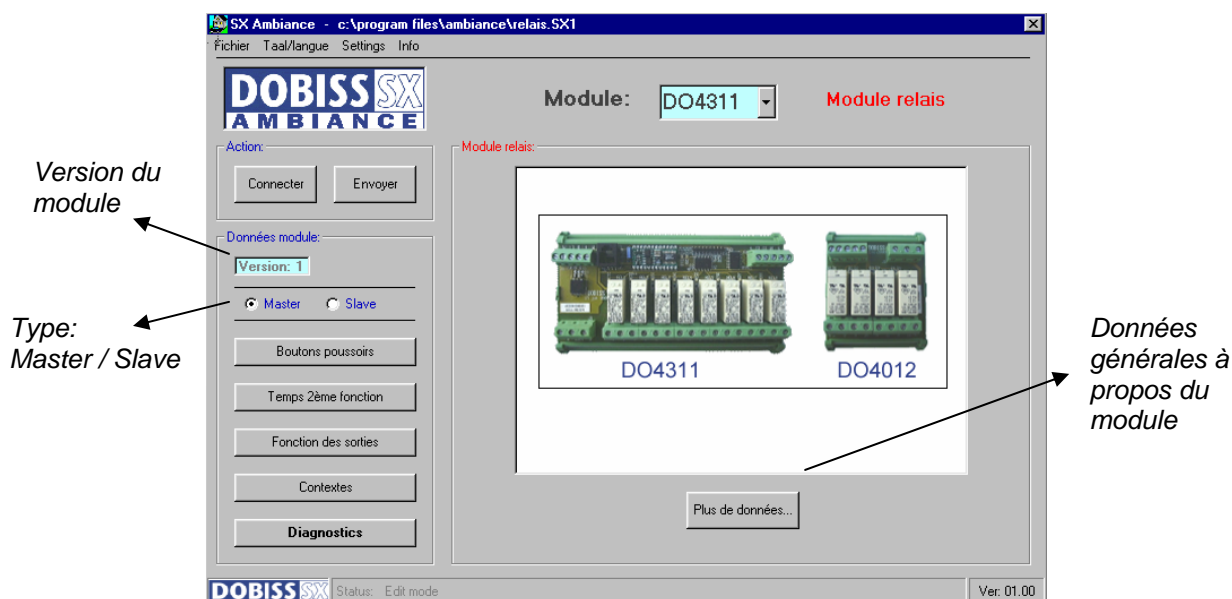 SX Ambiance - c:\program files\ambiance\relais.SX1
Fichier Taal/langue Settings Info
DOBISS SX
AMBIANCE
Module: DO4311 Module relais
Action:
Connecter Envoyer
Module relais:
Version du
module
Données module:
Version: 1
Master Slave
Type:
Master / Slave
Boutons poussoirs
Temps 2ème fonction
Fonction des sorties
Contextes
Diagnostics
DO4311 DO4012
Plus de données...
Données
générales à
propos du
module
DOBISS SX Status: Edit mode Ver: 01.00